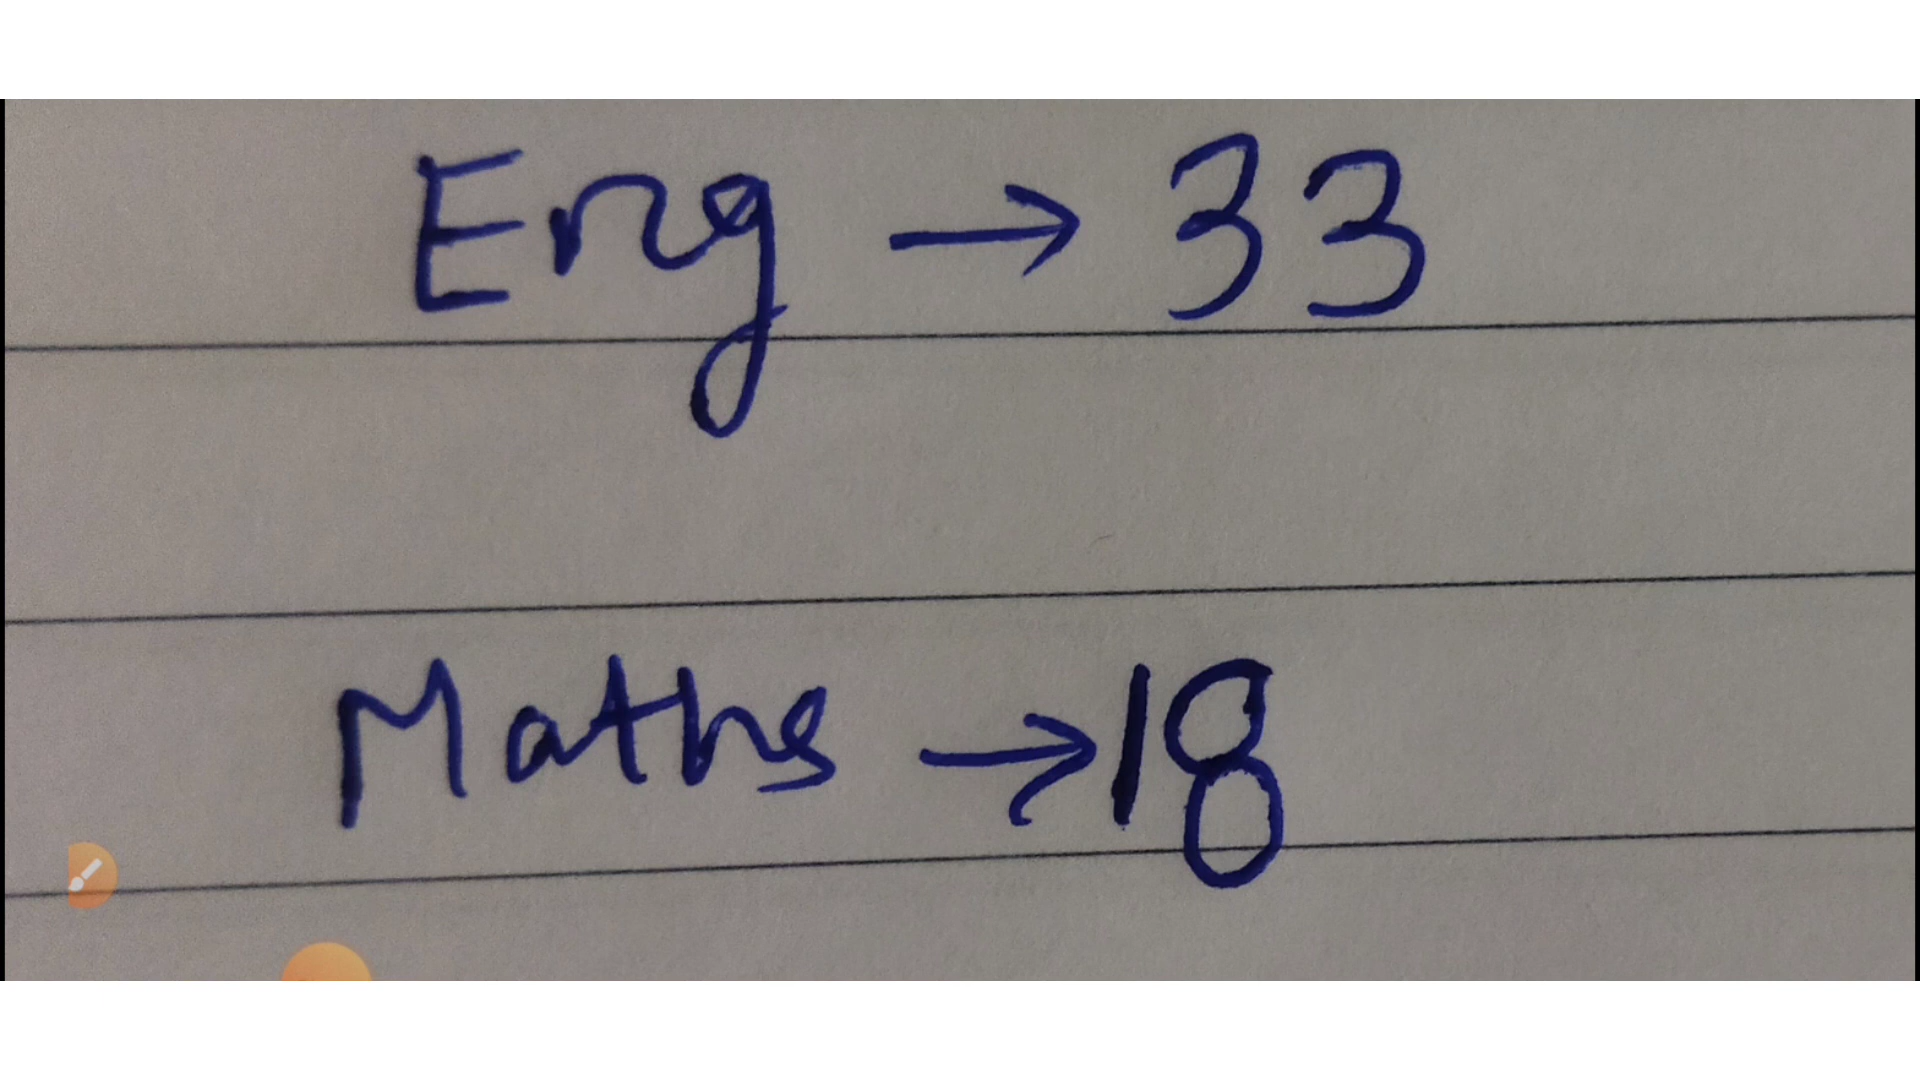 Eng → 33
Maths → 18